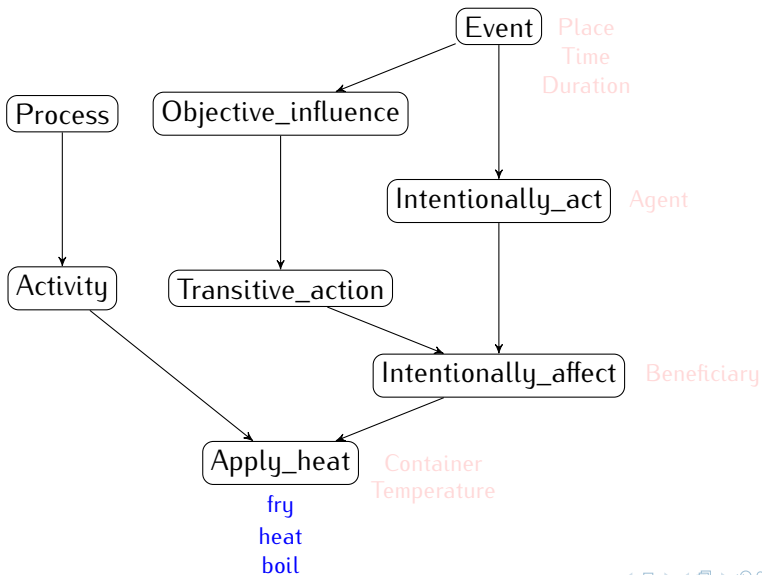 Event Place
Time
Duration
Process
Objective_influence
Intentionally_act Agent
Activity
Transitive_action
Intentionally_affect Beneficiary
Apply_heat Container
Temperature
fry
heat
boil